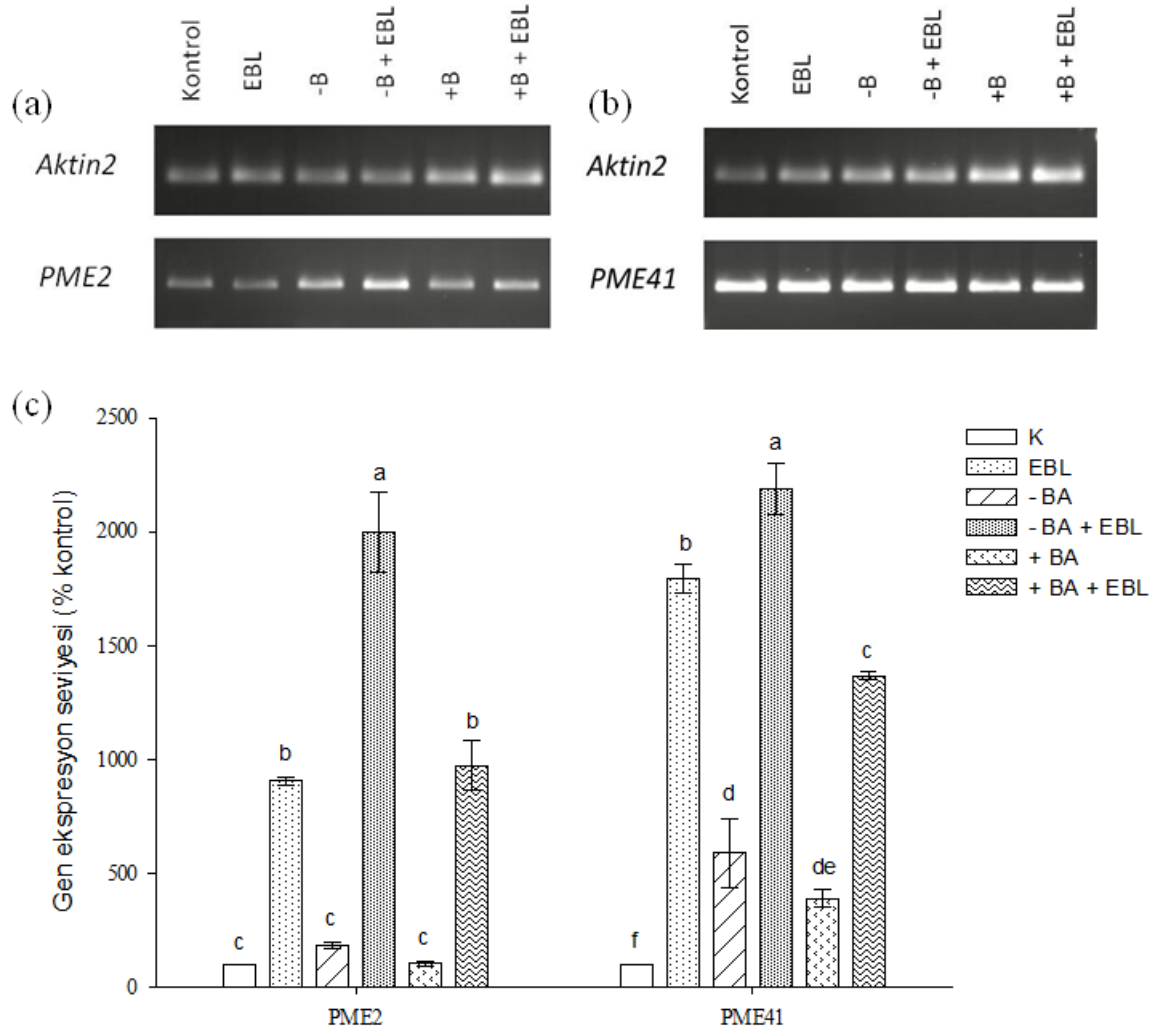 (a)
Kontrol
EBL
-B
-B + EBL
+B
+B + EBL
Aktin2
PME2
(b)
Kontrol
EBL
-B
-B + EBL
+B
+B + EBL
Aktin2
PME41
(c)
Gen ekspresyon seviyesi (% kontrol)
2500
2000
1500
1000
500
0
c
b
c
a
c
b
f
b
d
a
de
c
PME2
PME41
K
EBL
- BA
- BA + EBL
+ BA
+ BA + EBL